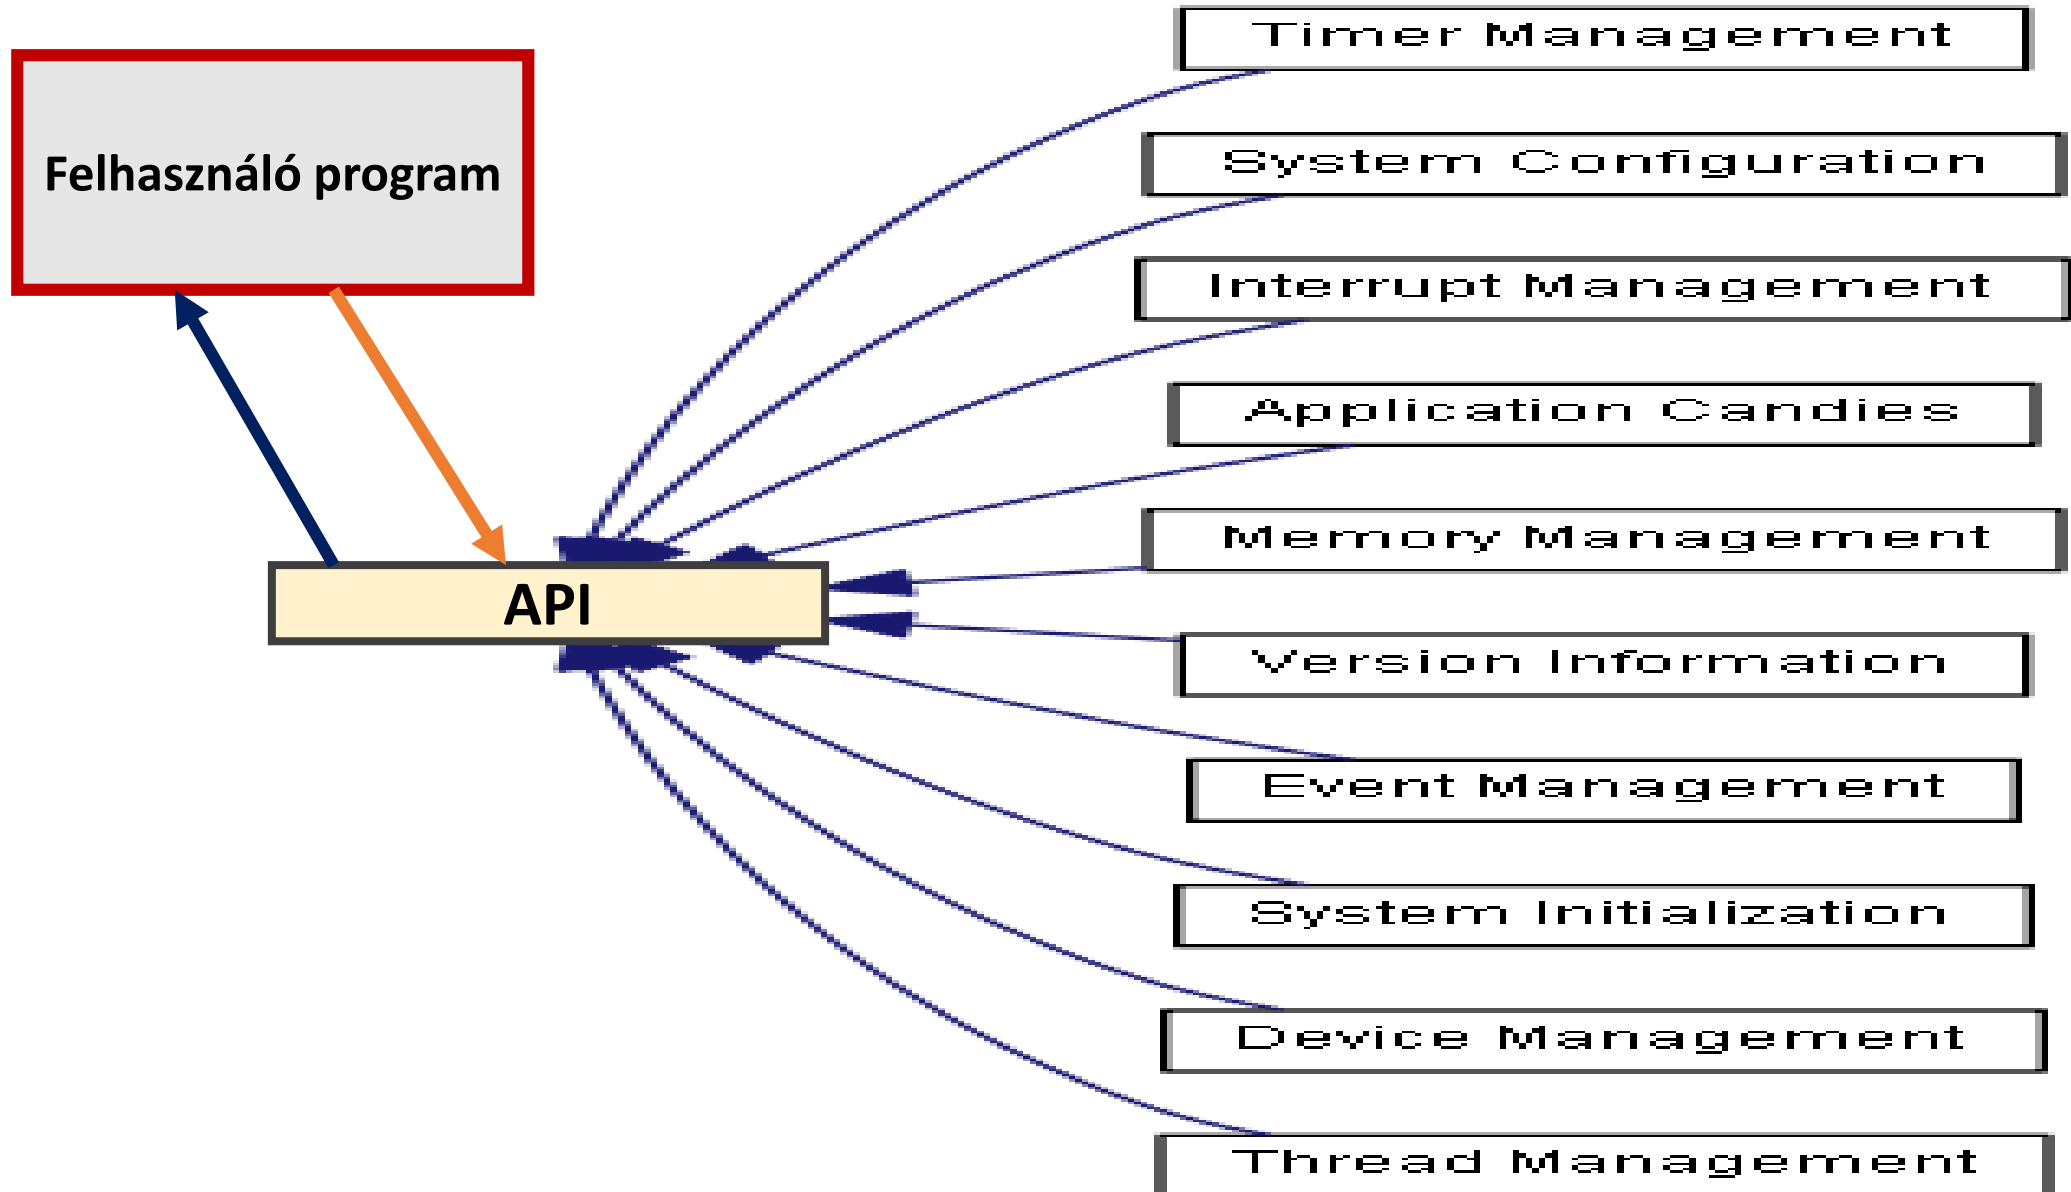 Felhasználó program
API
Timer Management
System Configuration
Interrupt Management
Application Candies
Memory Management
Version Information
Event Management
System Initialization
Device Management
Thread Management